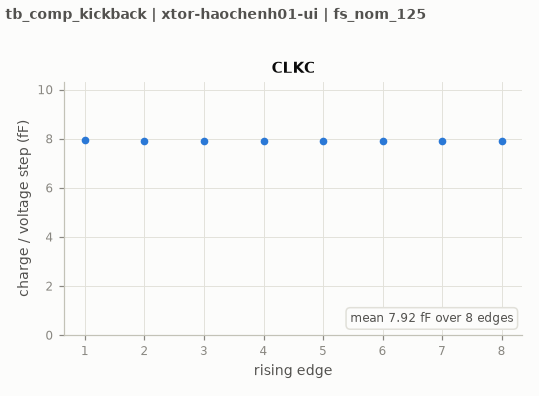 tb_comp_kickback | xtor-haochenh01-ui | fs_nom_125
CLKC
charge / voltage step (fF)
10
8
6
4
2
0
mean 7.92 fF over 8 edges
1 2 3 4 5 6 7 8
rising edge